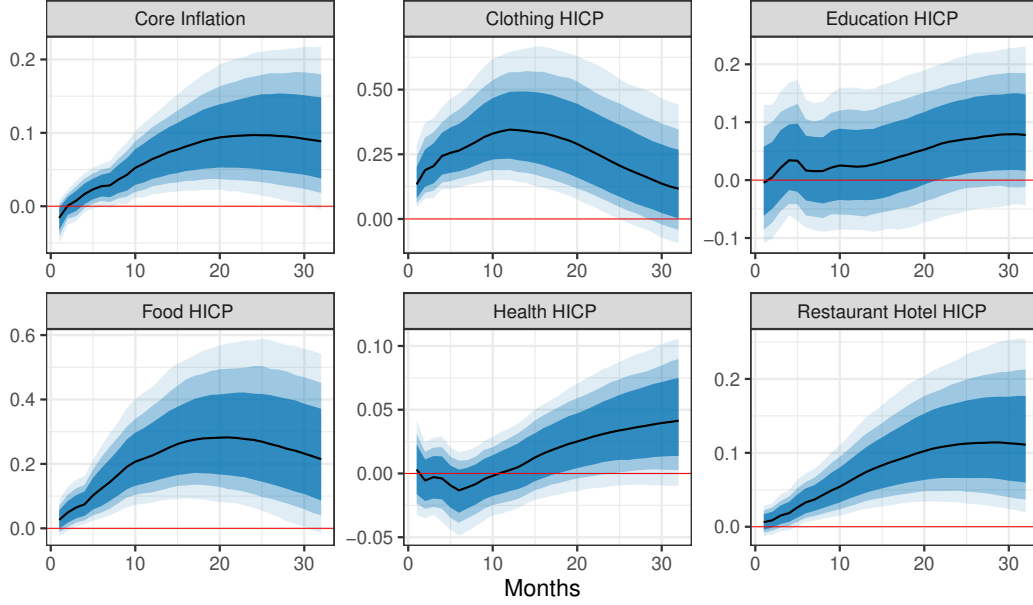 Core Inflation
Clothing HICP
Education HICP
0.2
0.1
0.0
0 10 20 30
0.50
0.25
0.00
0 10 20 30
0.2
0.1
0.0
−0.1
0 10 20 30
Food HICP
Health HICP
Restaurant Hotel HICP
0.6
0.4
0.2
0.0
0 10 20 30
0.10
0.05
0.00
−0.05
0 10 20 30
0.2
0.1
0.0
0 10 20 30
Months